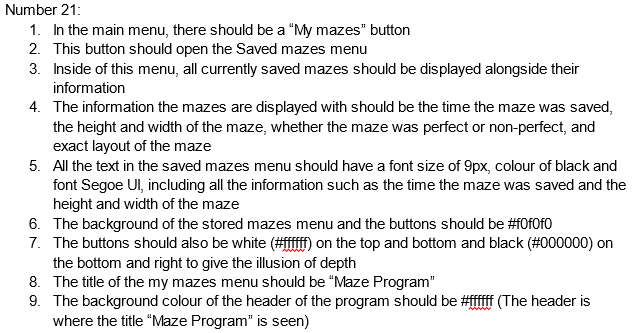 Number 21:
1. In the main menu, there should be a “My mazes” button
2. This button should open the Saved mazes menu
3. Inside of this menu, all currently saved mazes should be displayed alongside their
information
4. The information the mazes are displayed with should be the time the maze was saved,
the height and width of the maze, whether the maze was perfect or non-perfect, and
exact layout of the maze
5. All the text in the saved mazes menu should have a font size of 9px, colour of black and
font Segoe UI, including all the information such as the time the maze was saved and the
height and width of the maze
6. The background of the stored mazes menu and the buttons should be #f0f0f0
7. The buttons should also be white (#ffffff) on the top and bottom and black (#000000) on
the bottom and right to give the illusion of depth
8. The title of the my mazes menu should be “Maze Program”
9. The background colour of the header of the program should be #ffffff (The header is
where the title “Maze Program” is seen)